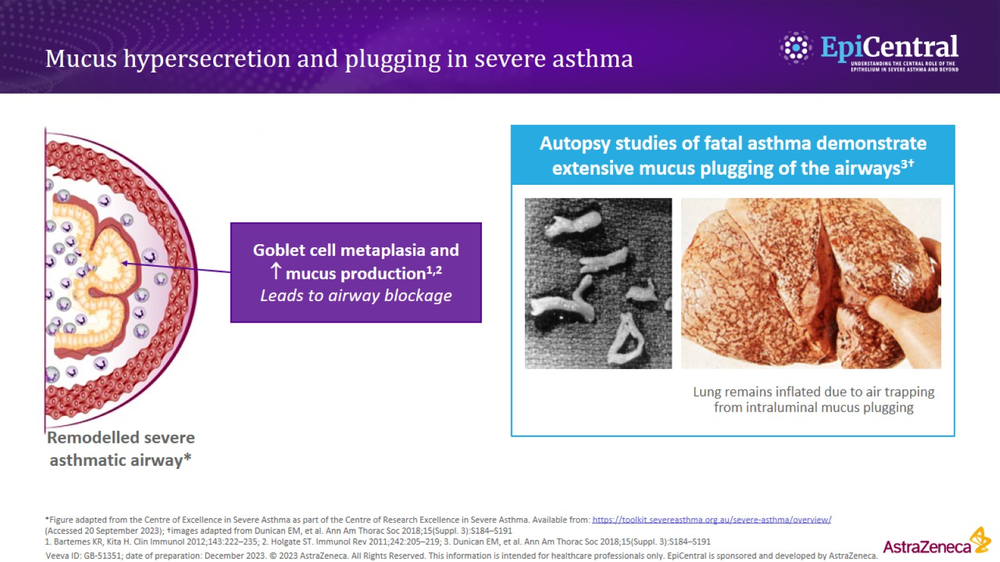 Mucus hypersecretion and plugging in severe asthma
EpiCentral
UNDERSTANDING THE CENTRAL ROLE OF THE
EPITHELIUM IN SEVERE ASTHMA AND BEYOND
Remodelled severe
asthmatic airway*
Goblet cell metaplasia and
↑ mucus production1,2
Leads to airway blockage
Autopsy studies of fatal asthma demonstrate
extensive mucus plugging of the airways3†
Lung remains inflated due to air trapping
from intraluminal mucus plugging
*Figure adapted from the Centre of Excellence in Severe Asthma as part of the Centre of Research Excellence in Severe Asthma. Available from: https://toolkit.severeasthma.org.au/severe-asthma/overview/
(Accessed 20 September 2023); †images adapted from Dunican EM, et al. Ann Am Thorac Soc 2018;15(Suppl. 3):S184–S191
1. Bartemes KR, Kita H. Clin Immunol 2012;143:222–235; 2. Holgate ST. Immunol Rev 2011;242:205–219; 3. Dunican EM, et al. Ann Am Thorac Soc 2018;15(Suppl. 3):S184–S191
Veeva ID: GB-51351; date of preparation: December 2023. © 2023 AstraZeneca. All Rights Reserved. This information is intended for healthcare professionals only. EpiCentral is sponsored and developed by AstraZeneca.
AstraZeneca